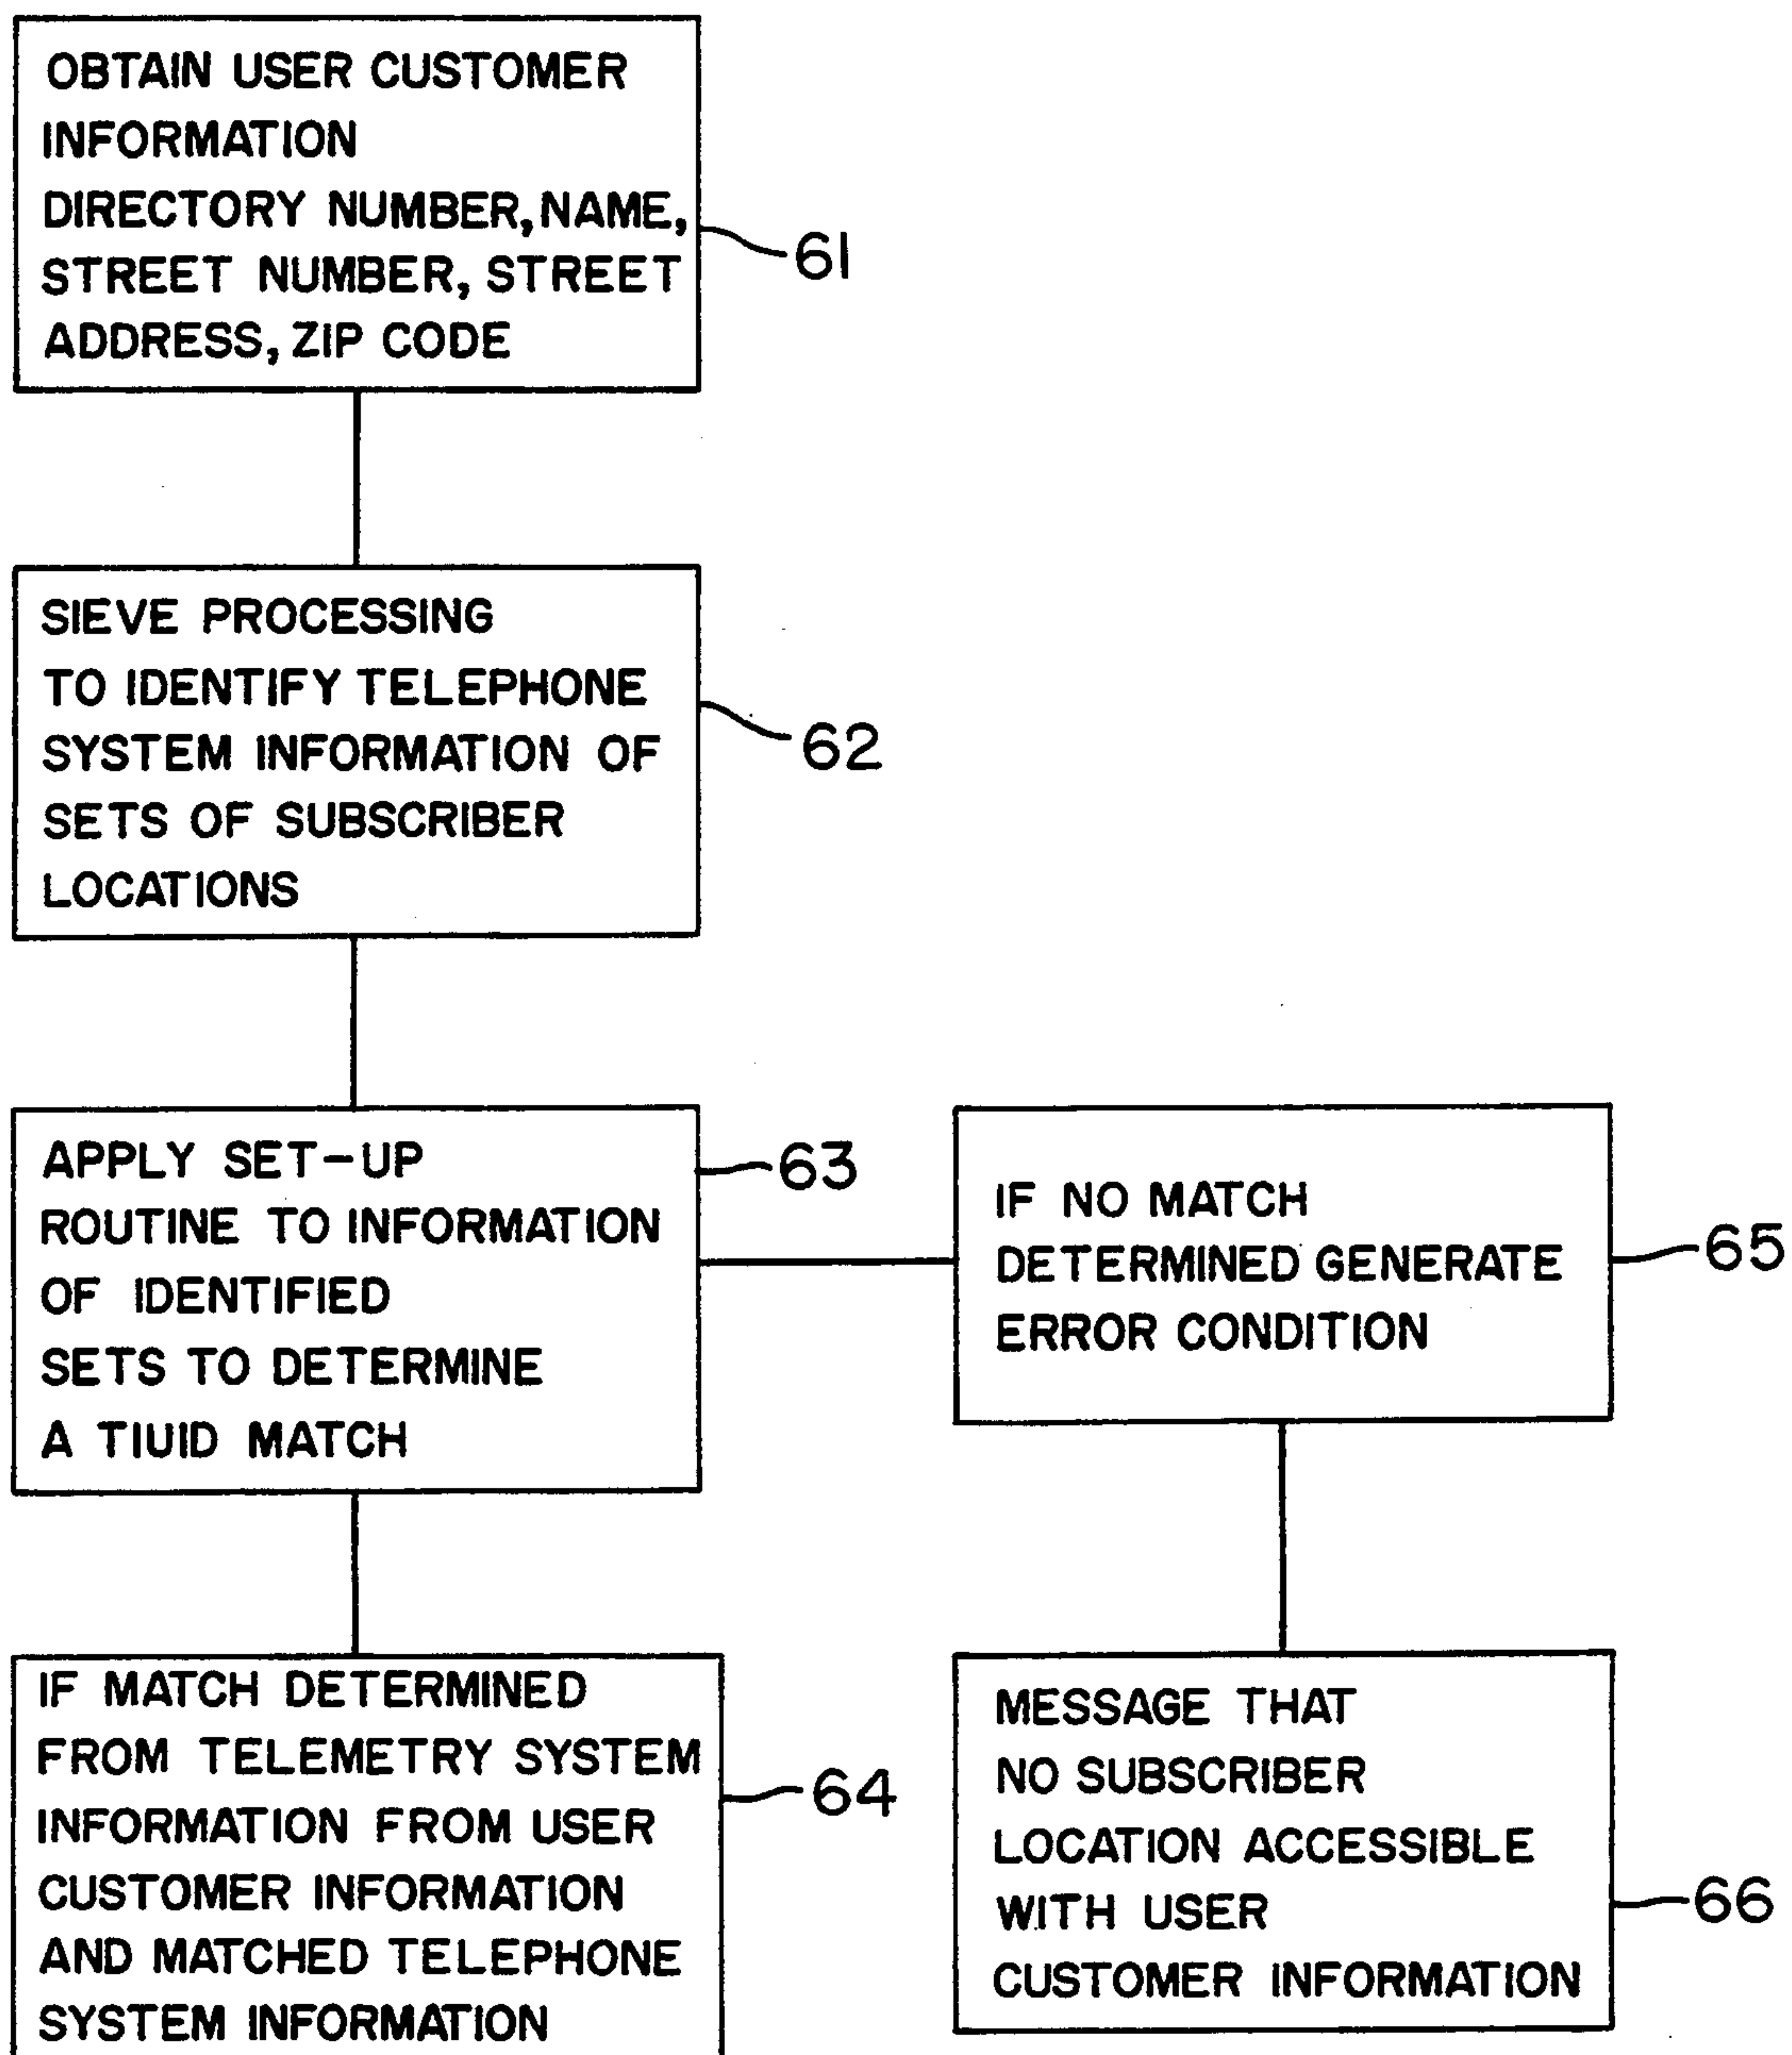 OBTAIN USER CUSTOMER
INFORMATION
DIRECTORY NUMBER, NAME,
STREET NUMBER, STREET
ADDRESS, ZIP CODE
61
SIEVE PROCESSING
TO IDENTIFY TELEPHONE
SYSTEM INFORMATION OF
SETS OF SUBSCRIBER
LOCATIONS
62
APPLY SET-UP
ROUTINE TO INFORMATION
OF IDENTIFIED
SETS TO DETERMINE
A TIUID MATCH
63
IF NO MATCH
DETERMINED GENERATE
ERROR CONDITION
65
IF MATCH DETERMINED
FROM TELEMETRY SYSTEM
INFORMATION FROM USER
CUSTOMER INFORMATION
AND MATCHED TELEPHONE
SYSTEM INFORMATION
64
MESSAGE THAT
NO SUBSCRIBER
LOCATION ACCESSIBLE
WITH USER
CUSTOMER INFORMATION
66